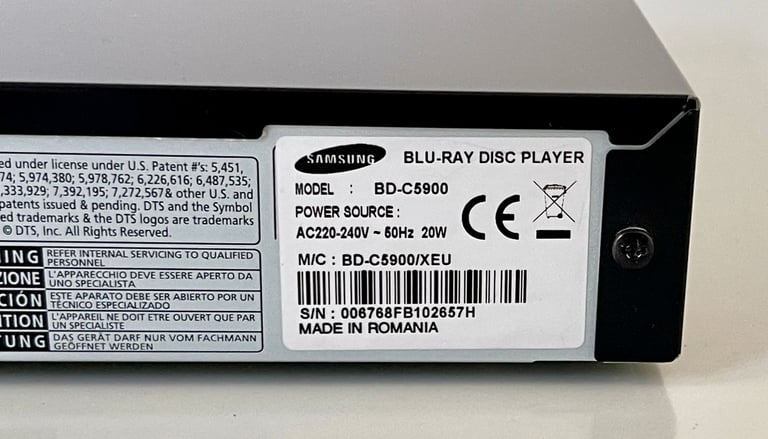 ed under license under U.S. Patent #'s: 5,451,
74; 5,974,380; 5,978,762; 6,226,616; 6,487,535;
,333,929; 7,392,195; 7,272,567 & other U.S. and
patents issued & pending. DTS and the Symbol
ed trademarks & the DTS logos are trademarks
© DTS, Inc. All Rights Reserved.
NING REFER INTERNAL SERVICING TO QUALIFIED
PERSONNEL
ZIONE L'APPARECCHIO DEVE ESSERE APERTO DA
UNO SPECIALISTA
CIÓN ESTE APARATO DEBE SER ABIERTO POR UN
TÉCNICO ESPECIALIZADO
NTION L'APPAREIL NE DOIT ETRE OUVERT QUE PAR
UN SPECIALISTE
TUNG DAS GERÄT DARF NUR VOM FACHMANN
GEÖFFNET WERDEN
SAMSUNG BLU-RAY DISC PLAYER
MODEL : BD-C5900
POWER SOURCE :
AC220-240V ~ 50Hz 20W
CE
M/C : BD-C5900/XEU
S/N : 006768FB102657H
MADE IN ROMANIA